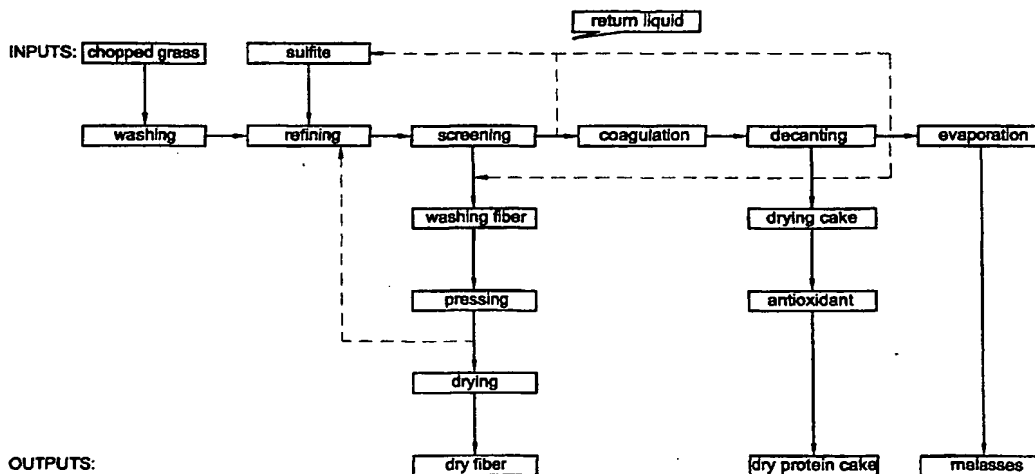 return liquid
INPUTS: chopped grass sulfite
washing refining screening coagulation decanting evaporation
washing fiber drying cake
pressing antioxidant
drying
OUTPUTS: dry fiber dry protein cake malasses